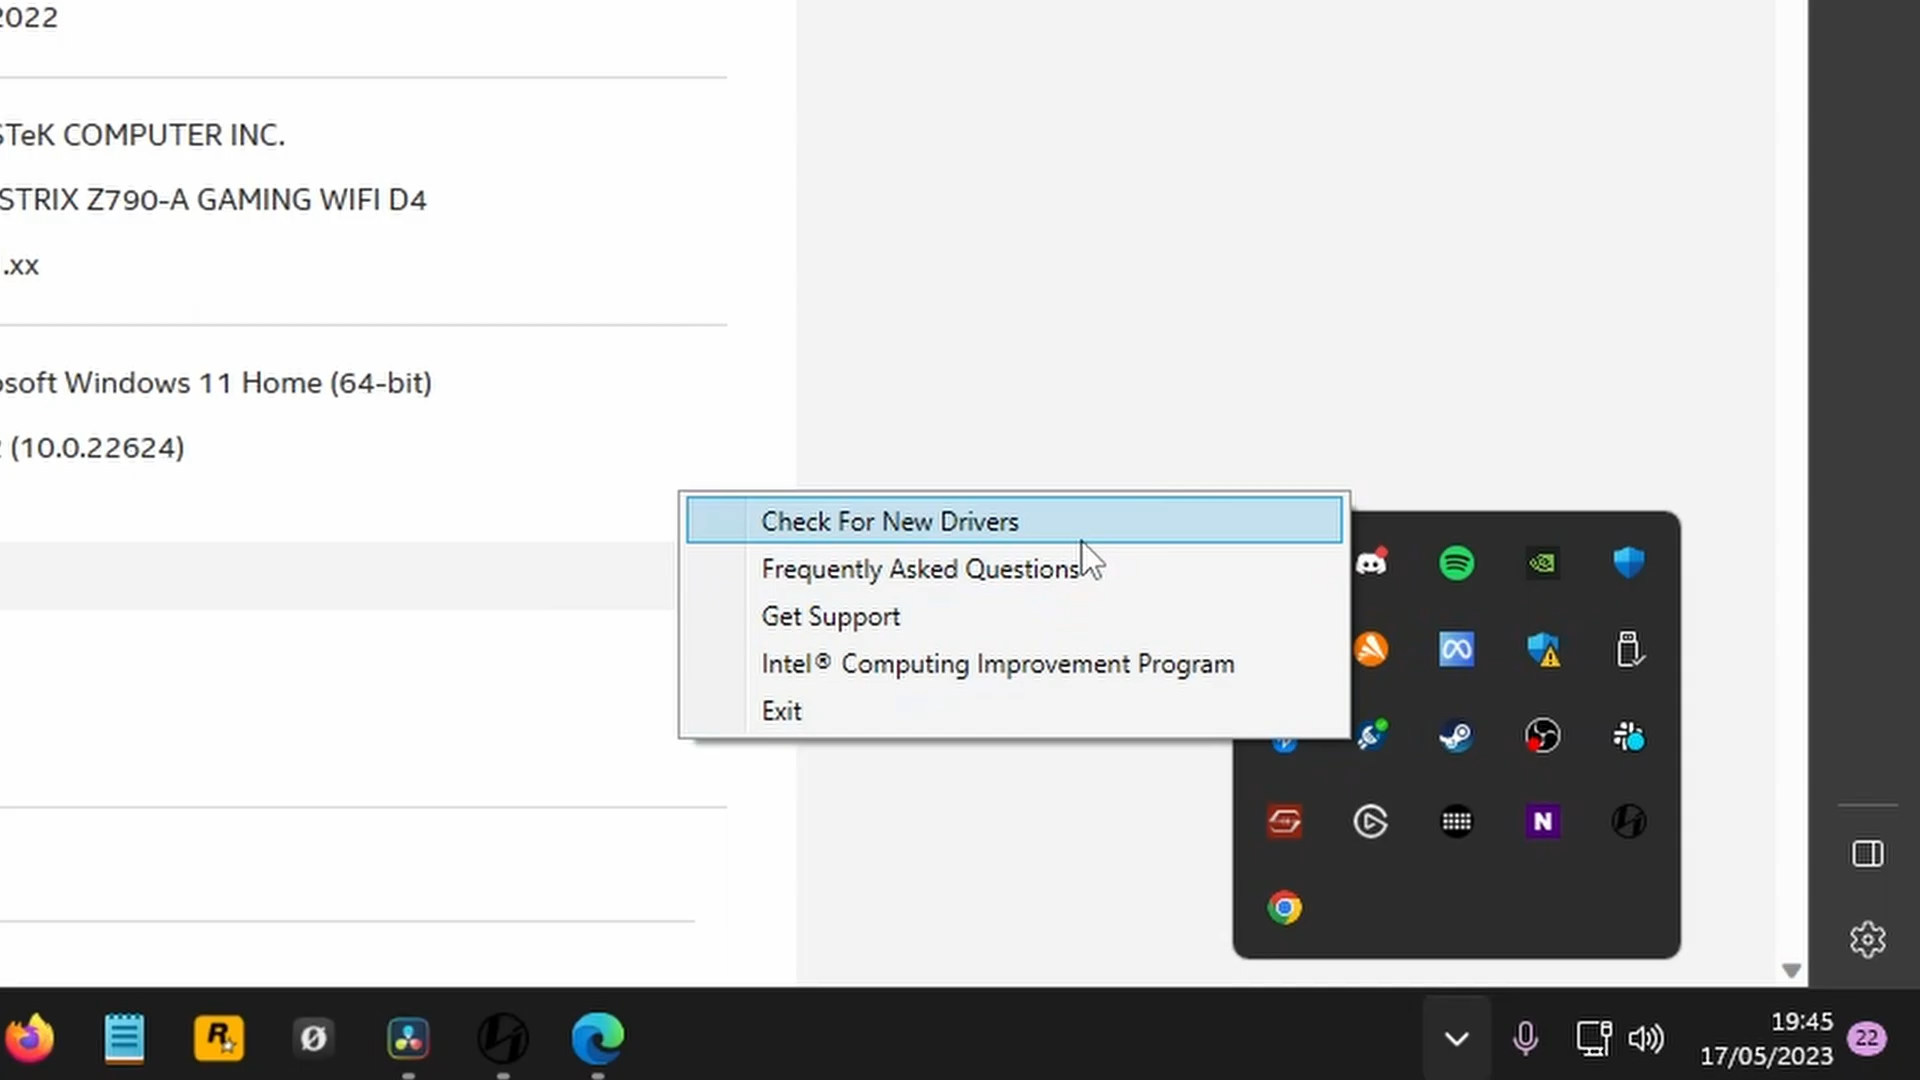 2022
STeK COMPUTER INC.
STRIX Z790-A GAMING WIFI D4
.xx
osoft Windows 11 Home (64-bit)
(10.0.22624)
Check For New Drivers
Frequently Asked Questions
Get Support
Intel® Computing Improvement Program
Exit
N
R
19:45
17/05/2023
22